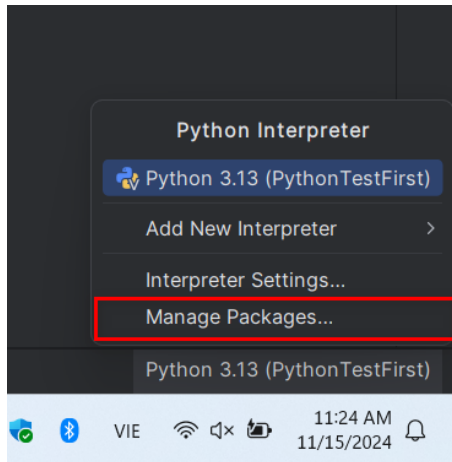 Python Interpreter
Python 3.13 (PythonTestFirst)
Add New Interpreter
Interpreter Settings...
Manage Packages...
Python 3.13 (PythonTestFirst)
VIE
11:24 AM
11/15/2024